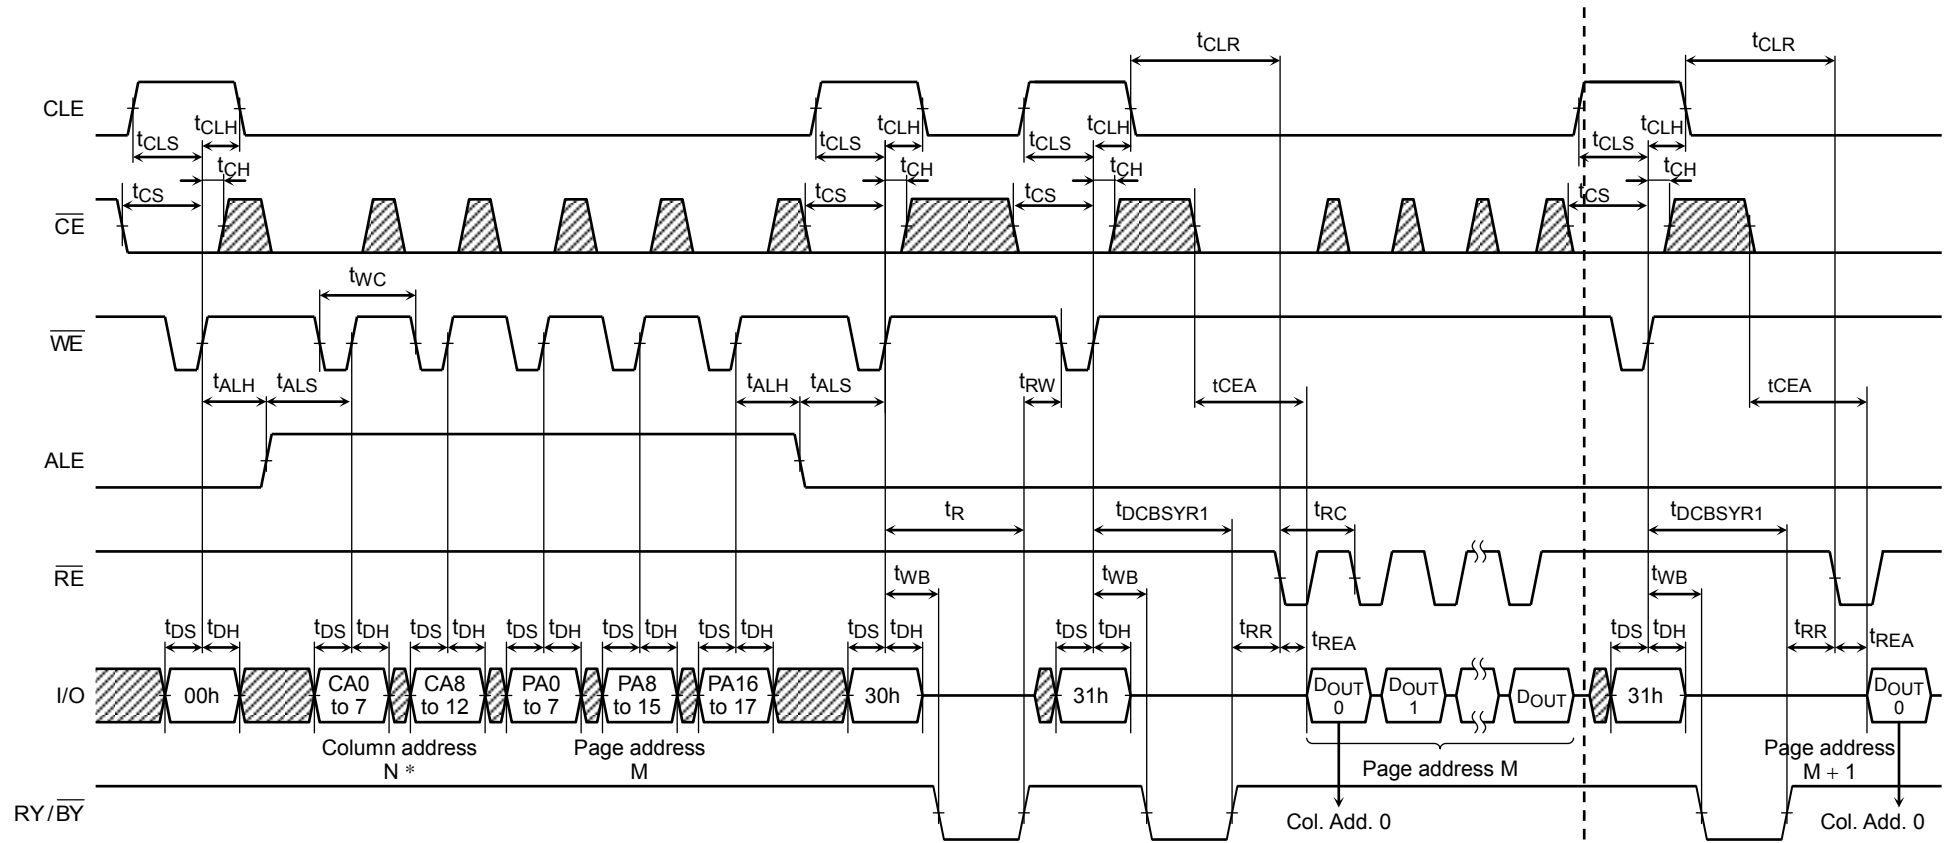 tCLR tCLR
CLE
tCLS tCLH tCLS tCLH tCLS tCLH tCLS tCLH
tCS tCH tCS tCH tCS tCH tCS tCH
CE
tWC
WE
tALH tALS tALH tALS tRW tCEA tCEA
ALE
tR tDCBSYR1 tRC tDCBSYR1
RE
tWB tWB tWB
tDS tDH tDS tDH tDS tDH tDS tDH tDS tDH tDS tDH tDS tDH tDS tDH tRR tREA tDS tDH tRR tREA
I/O
00h
CA0
to 7
CA8
to 12
PA0
to 7
PA8
to 15
PA16
to 17
30h
31h
DOUT
0
DOUT
1
DOUT
31h
DOUT
0
Column address
N *
Page address
M
Page address M
Page address
M + 1
RY/BY
Col. Add. 0
Col. Add. 0